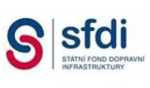 sfdi
STÁTNÍ FOND DOPRAVNÍ
INFRASTRUKTURY